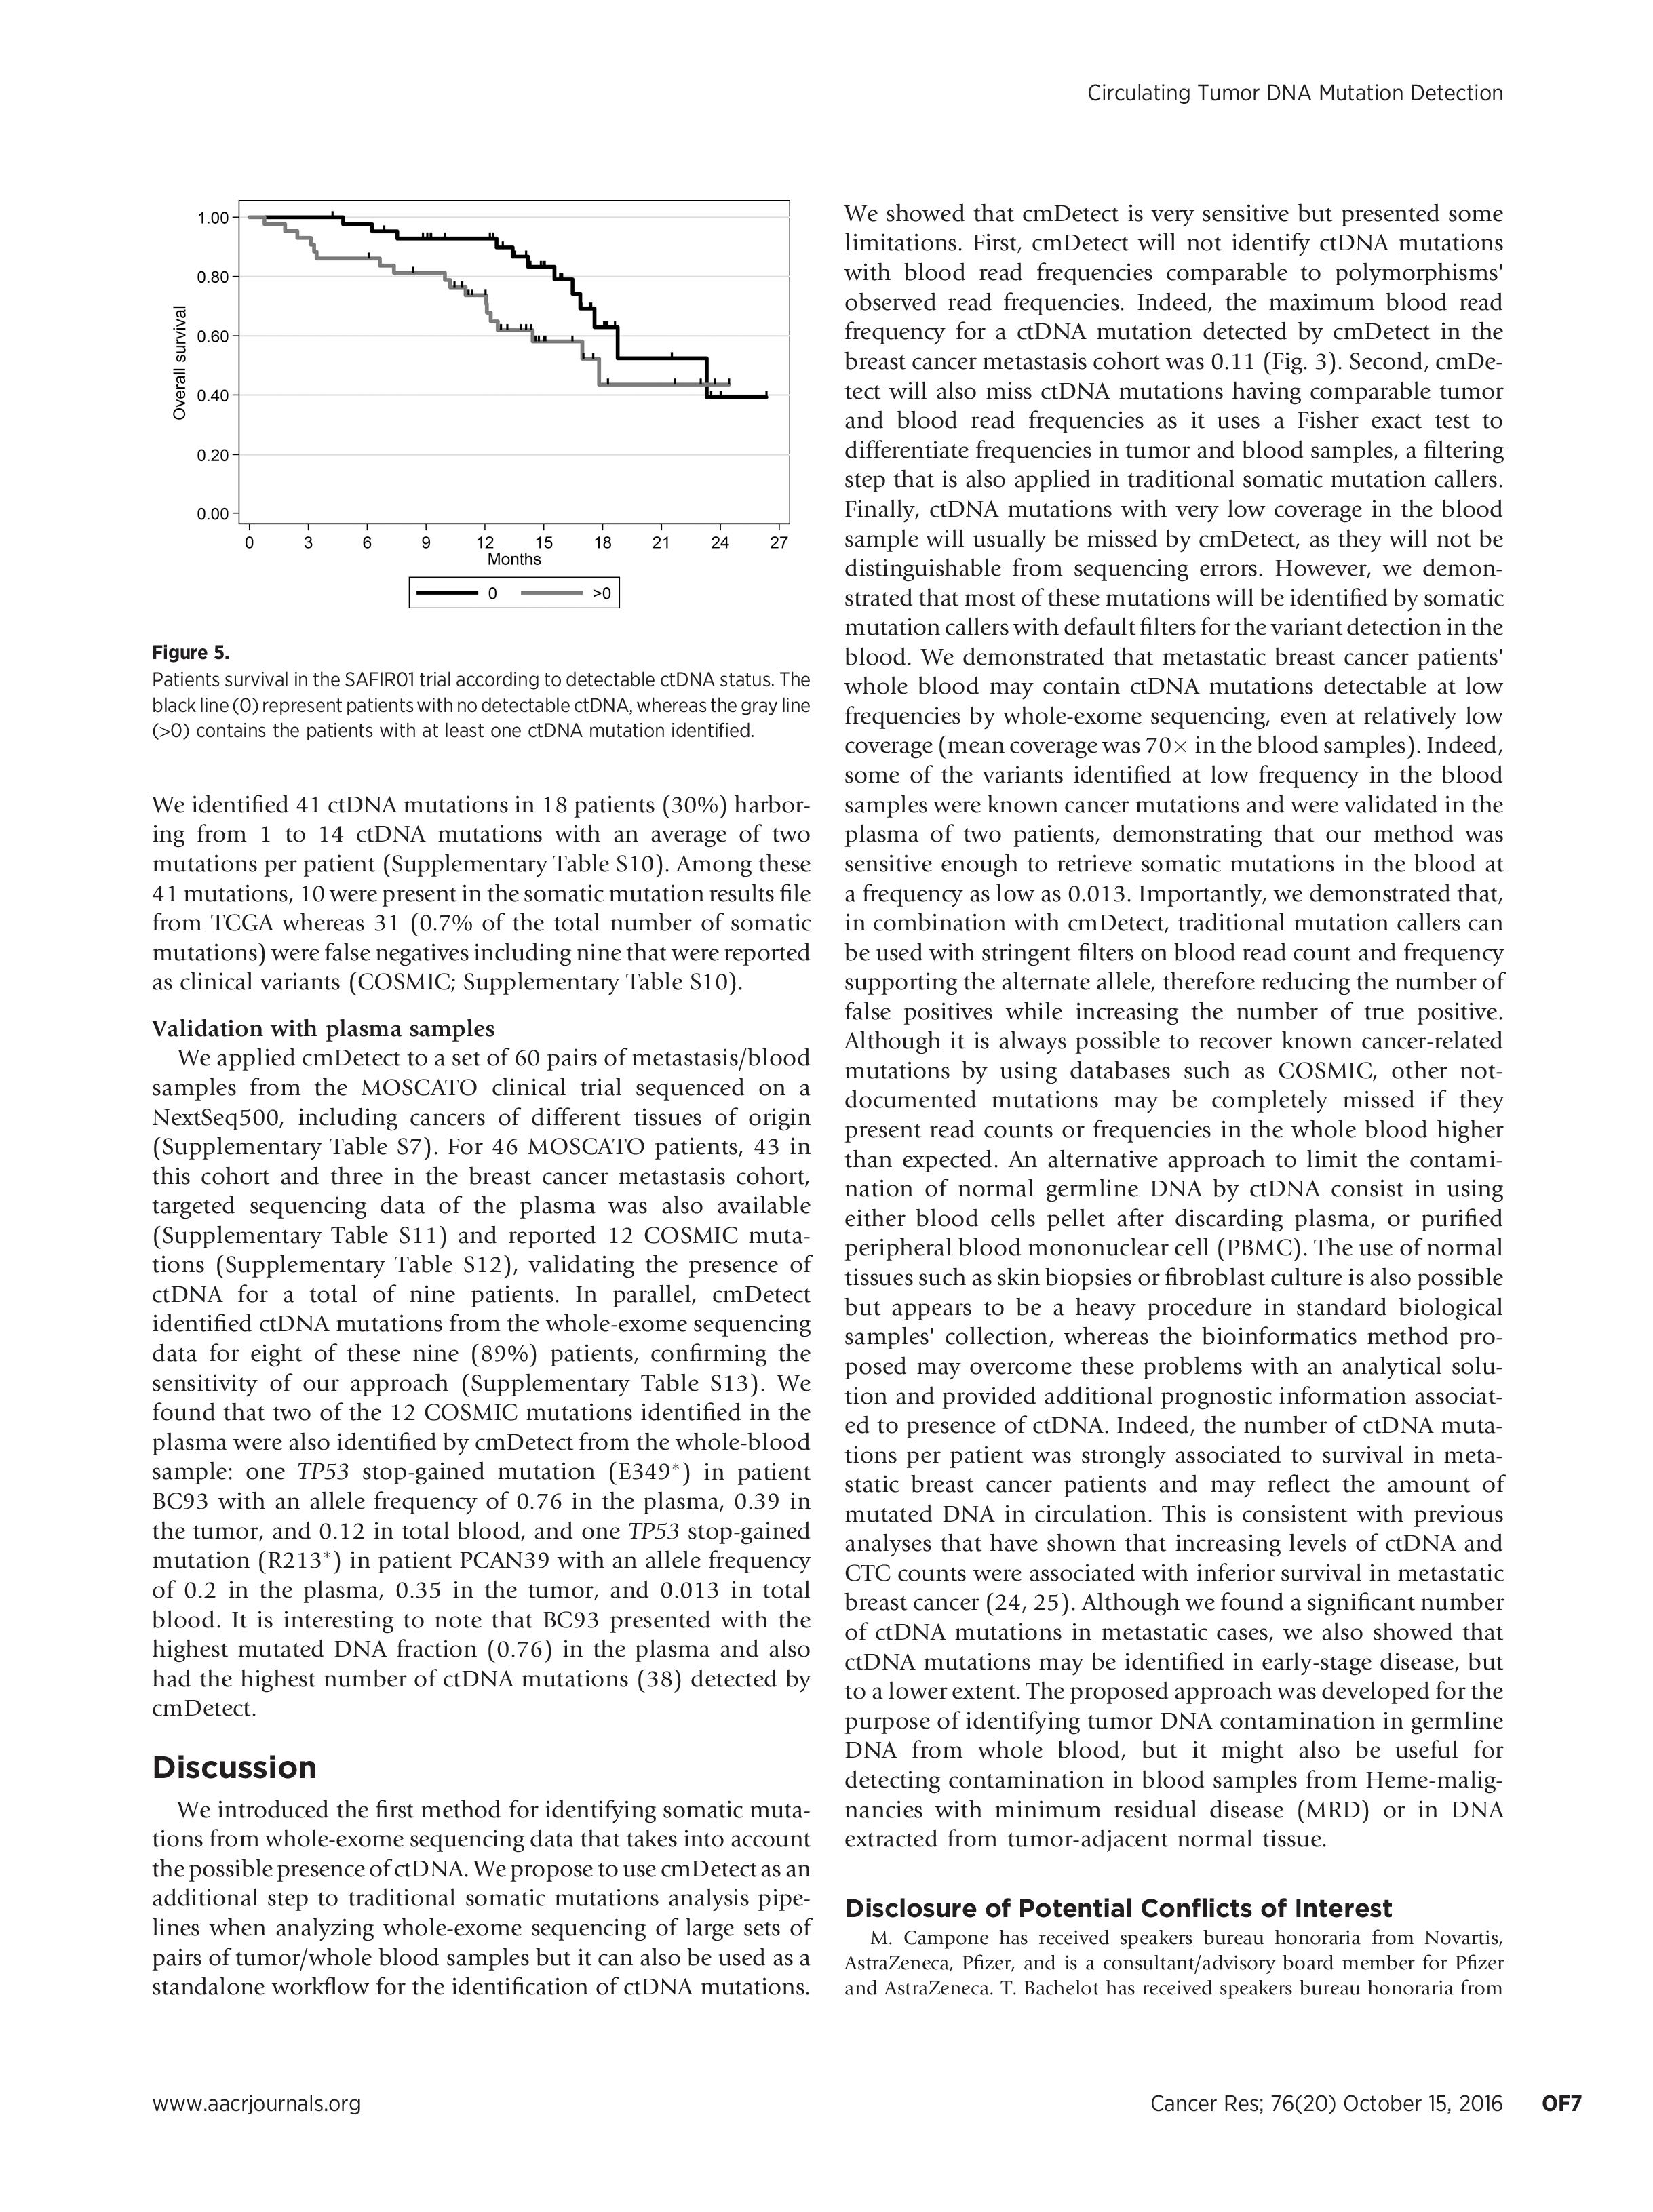 Circulating Tumor DNA Mutation Detection
1.00
0.80
0.60
0.40
0.20
0.00
Overall survival
0 3 6 9 12 15 18 21 24 27
Months
0 >0
Figure 5.
Patients survival in the SAFIR01 trial according to detectable ctDNA status. The
black line (0) represent patients with no detectable ctDNA, whereas the gray line
(>0) contains the patients with at least one ctDNA mutation identified.
We identified 41 ctDNA mutations in 18 patients (30%) harbor-
ing from 1 to 14 ctDNA mutations with an average of two
mutations per patient (Supplementary Table S10). Among these
41 mutations, 10 were present in the somatic mutation results file
from TCGA whereas 31 (0.7% of the total number of somatic
mutations) were false negatives including nine that were reported
as clinical variants (COSMIC; Supplementary Table S10).
Validation with plasma samples
We applied cmDetect to a set of 60 pairs of metastasis/blood
samples from the MOSCATO clinical trial sequenced on a
NextSeq500, including cancers of different tissues of origin
(Supplementary Table S7). For 46 MOSCATO patients, 43 in
this cohort and three in the breast cancer metastasis cohort,
targeted sequencing data of the plasma was also available
(Supplementary Table S11) and reported 12 COSMIC muta-
tions (Supplementary Table S12), validating the presence of
ctDNA for a total of nine patients. In parallel, cmDetect
identified ctDNA mutations from the whole-exome sequencing
data for eight of these nine (89%) patients, confirming the
sensitivity of our approach (Supplementary Table S13). We
found that two of the 12 COSMIC mutations identified in the
plasma were also identified by cmDetect from the whole-blood
sample: one TP53 stop-gained mutation (E349*) in patient
BC93 with an allele frequency of 0.76 in the plasma, 0.39 in
the tumor, and 0.12 in total blood, and one TP53 stop-gained
mutation (R213*) in patient PCAN39 with an allele frequency
of 0.2 in the plasma, 0.35 in the tumor, and 0.013 in total
blood. It is interesting to note that BC93 presented with the
highest mutated DNA fraction (0.76) in the plasma and also
had the highest number of ctDNA mutations (38) detected by
cmDetect.
Discussion
We introduced the first method for identifying somatic muta-
tions from whole-exome sequencing data that takes into account
the possible presence of ctDNA. We propose to use cmDetect as an
additional step to traditional somatic mutations analysis pipe-
lines when analyzing whole-exome sequencing of large sets of
pairs of tumor/whole blood samples but it can also be used as a
standalone workflow for the identification of ctDNA mutations.
We showed that cmDetect is very sensitive but presented some
limitations. First, cmDetect will not identify ctDNA mutations
with blood read frequencies comparable to polymorphisms'
observed read frequencies. Indeed, the maximum blood read
frequency for a ctDNA mutation detected by cmDetect in the
breast cancer metastasis cohort was 0.11 (Fig. 3). Second, cmDe-
tect will also miss ctDNA mutations having comparable tumor
and blood read frequencies as it uses a Fisher exact test to
differentiate frequencies in tumor and blood samples, a filtering
step that is also applied in traditional somatic mutation callers.
Finally, ctDNA mutations with very low coverage in the blood
sample will usually be missed by cmDetect, as they will not be
distinguishable from sequencing errors. However, we demon-
strated that most of these mutations will be identified by somatic
mutation callers with default filters for the variant detection in the
blood. We demonstrated that metastatic breast cancer patients'
whole blood may contain ctDNA mutations detectable at low
frequencies by whole-exome sequencing, even at relatively low
coverage (mean coverage was 70× in the blood samples). Indeed,
some of the variants identified at low frequency in the blood
samples were known cancer mutations and were validated in the
plasma of two patients, demonstrating that our method was
sensitive enough to retrieve somatic mutations in the blood at
a frequency as low as 0.013. Importantly, we demonstrated that,
in combination with cmDetect, traditional mutation callers can
be used with stringent filters on blood read count and frequency
supporting the alternate allele, therefore reducing the number of
false positives while increasing the number of true positive.
Although it is always possible to recover known cancer-related
mutations by using databases such as COSMIC, other not-
documented mutations may be completely missed if they
present read counts or frequencies in the whole blood higher
than expected. An alternative approach to limit the contami-
nation of normal germline DNA by ctDNA consist in using
either blood cells pellet after discarding plasma, or purified
peripheral blood mononuclear cell (PBMC). The use of normal
tissues such as skin biopsies or fibroblast culture is also possible
but appears to be a heavy procedure in standard biological
samples' collection, whereas the bioinformatics method pro-
posed may overcome these problems with an analytical solu-
tion and provided additional prognostic information associat-
ed to presence of ctDNA. Indeed, the number of ctDNA muta-
tions per patient was strongly associated to survival in meta-
static breast cancer patients and may reflect the amount of
mutated DNA in circulation. This is consistent with previous
analyses that have shown that increasing levels of ctDNA and
CTC counts were associated with inferior survival in metastatic
breast cancer (24, 25). Although we found a significant number
of ctDNA mutations in metastatic cases, we also showed that
ctDNA mutations may be identified in early-stage disease, but
to a lower extent. The proposed approach was developed for the
purpose of identifying tumor DNA contamination in germline
DNA from whole blood, but it might also be useful for
detecting contamination in blood samples from Heme-malig-
nancies with minimum residual disease (MRD) or in DNA
extracted from tumor-adjacent normal tissue.
Disclosure of Potential Conflicts of Interest
M. Campone has received speakers bureau honoraria from Novartis,
AstraZeneca, Pfizer, and is a consultant/advisory board member for Pfizer
and AstraZeneca. T. Bachelot has received speakers bureau honoraria from
www.aacrjournals.org
Cancer Res; 76(20) October 15, 2016 OF7